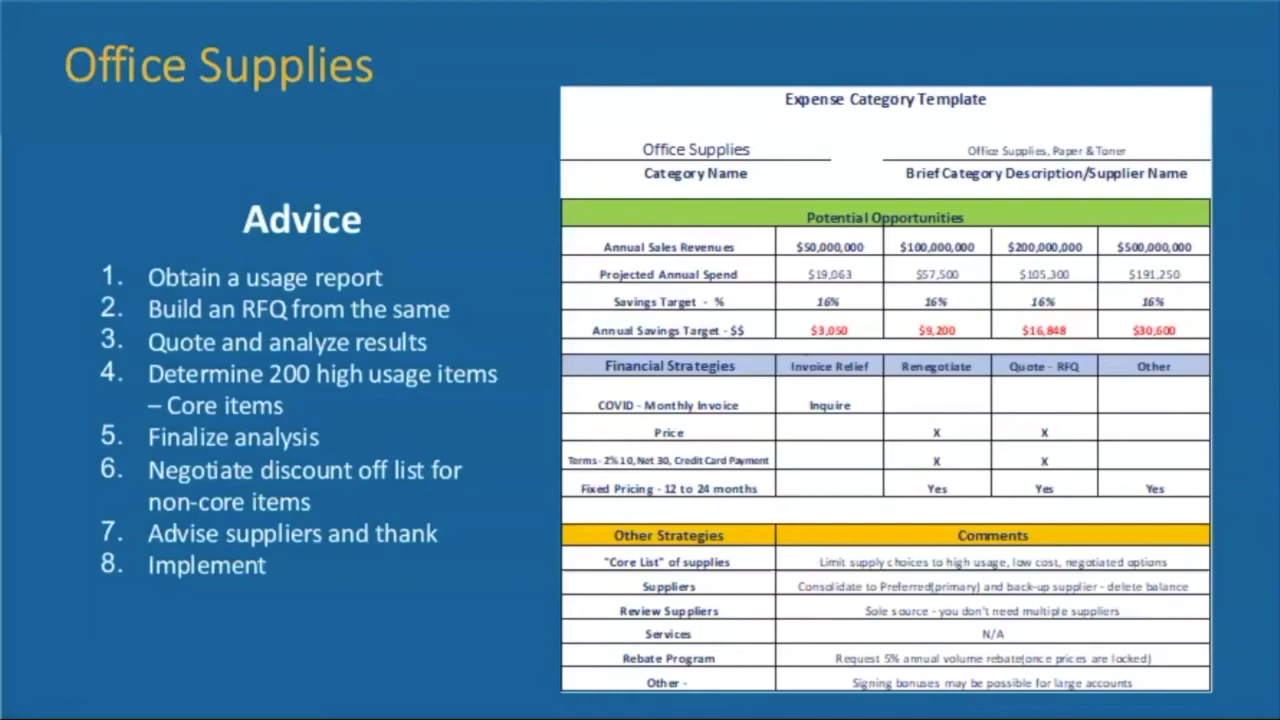 Office Supplies
Advice
1. Obtain a usage report
2. Build an RFQ from the same
3. Quote and analyze results
4. Determine 200 high usage items
– Core items
5. Finalize analysis
6. Negotiate discount off list for
non-core items
7. Advise suppliers and thank
8. Implement
Expense Category Template
Office Supplies Office Supplies, Paper & Toner
Category Name Brief Category Description/Supplier Name
Potential Opportunities
Annual Sales Revenues $50,000,000 $100,000,000 $200,000,000 $500,000,000
Projected Annual Spend $19,063 $57,500 $105,300 $191,250
Savings Target - % 16% 16% 16% 16%
Annual Savings Target - $$ $3,050 $9,200 $16,848 $30,600
Financial Strategies Invoice Relief Renegotiate Quote - RFQ Other
COVID - Monthly Invoice Inquire
Price X X
Terms - 2% 10, Net 30, Credit Card Payment X X
Fixed Pricing - 12 to 24 months Yes Yes Yes
Other Strategies Comments
"Core List" of supplies Limit supply choices to high usage, low cost, negotiated options
Suppliers Consolidate to Preferred(primary) and back-up supplier - delete balance
Review Suppliers Sole source - you don't need multiple suppliers
Services N/A
Rebate Program Request 5% annual volume rebate(once prices are locked)
Other - Signing bonuses may be possible for large accounts